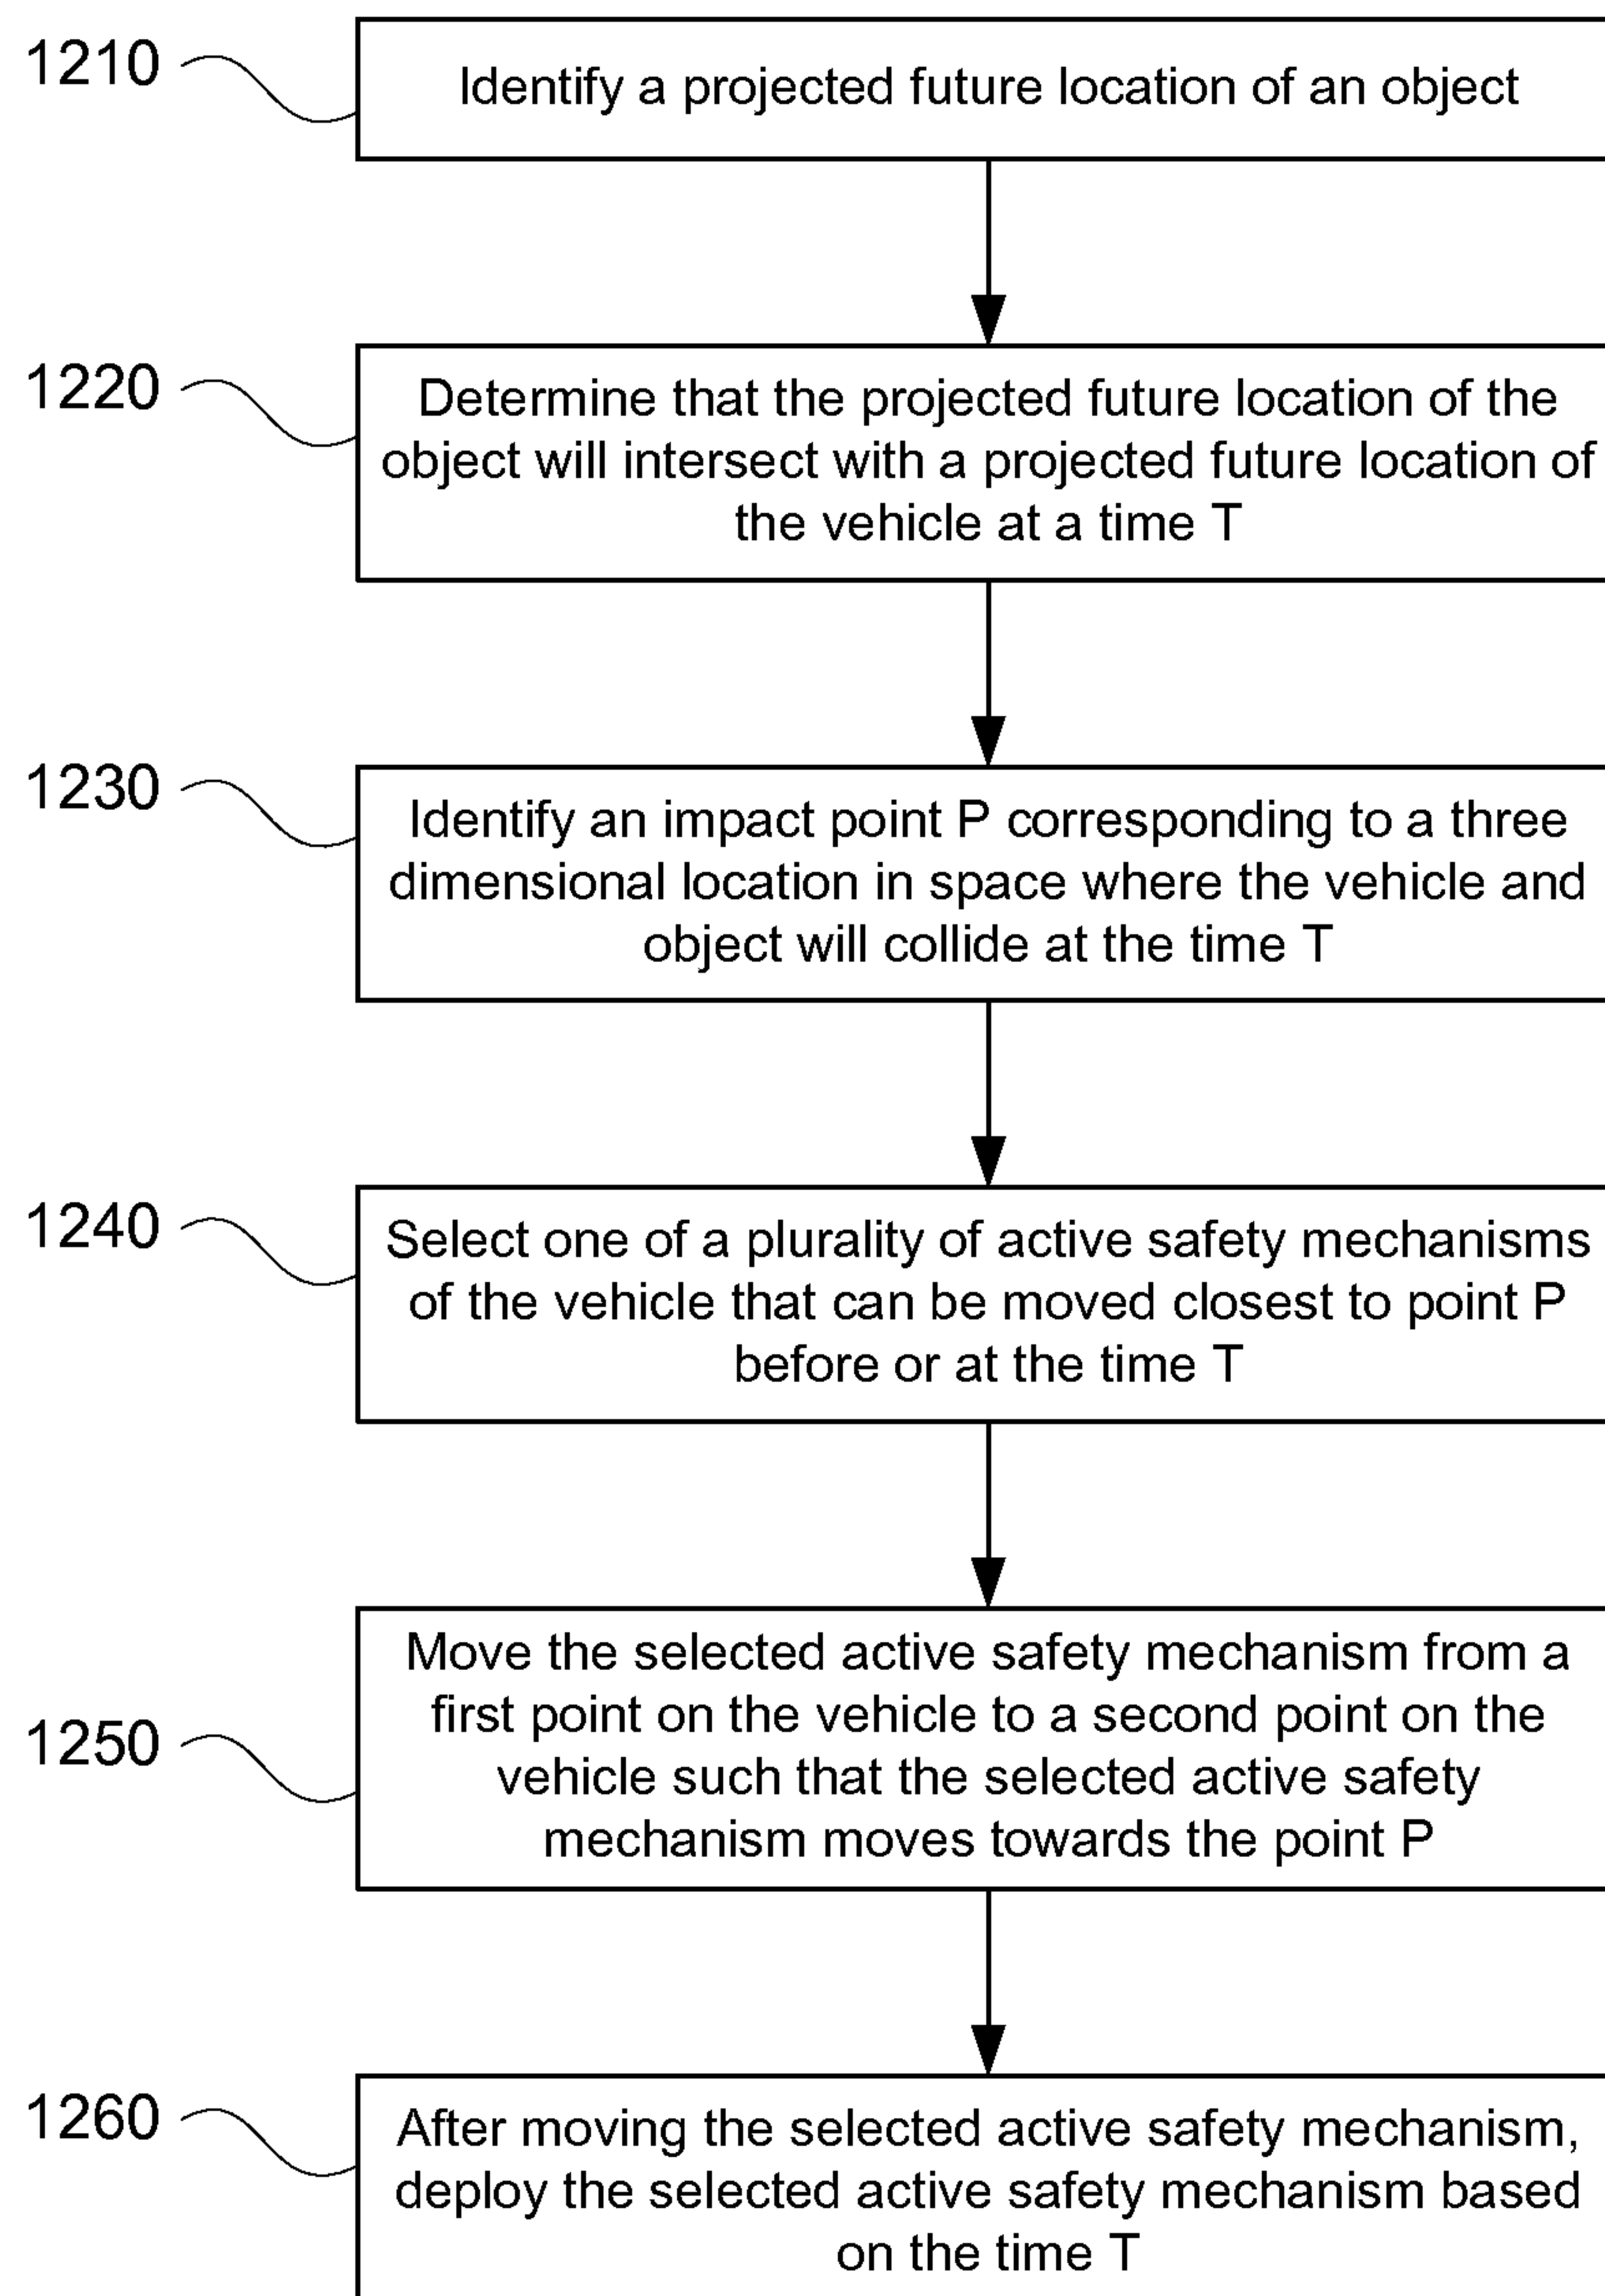 1210
Identify a projected future location of an object
1220
Determine that the projected future location of the
object will intersect with a projected future location of
the vehicle at a time T
1230
Identify an impact point P corresponding to a three
dimensional location in space where the vehicle and
object will collide at the time T
1240
Select one of a plurality of active safety mechanisms
of the vehicle that can be moved closest to point P
before or at the time T
1250
Move the selected active safety mechanism from a
first point on the vehicle to a second point on the
vehicle such that the selected active safety
mechanism moves towards the point P
1260
After moving the selected active safety mechanism,
deploy the selected active safety mechanism based
on the time T